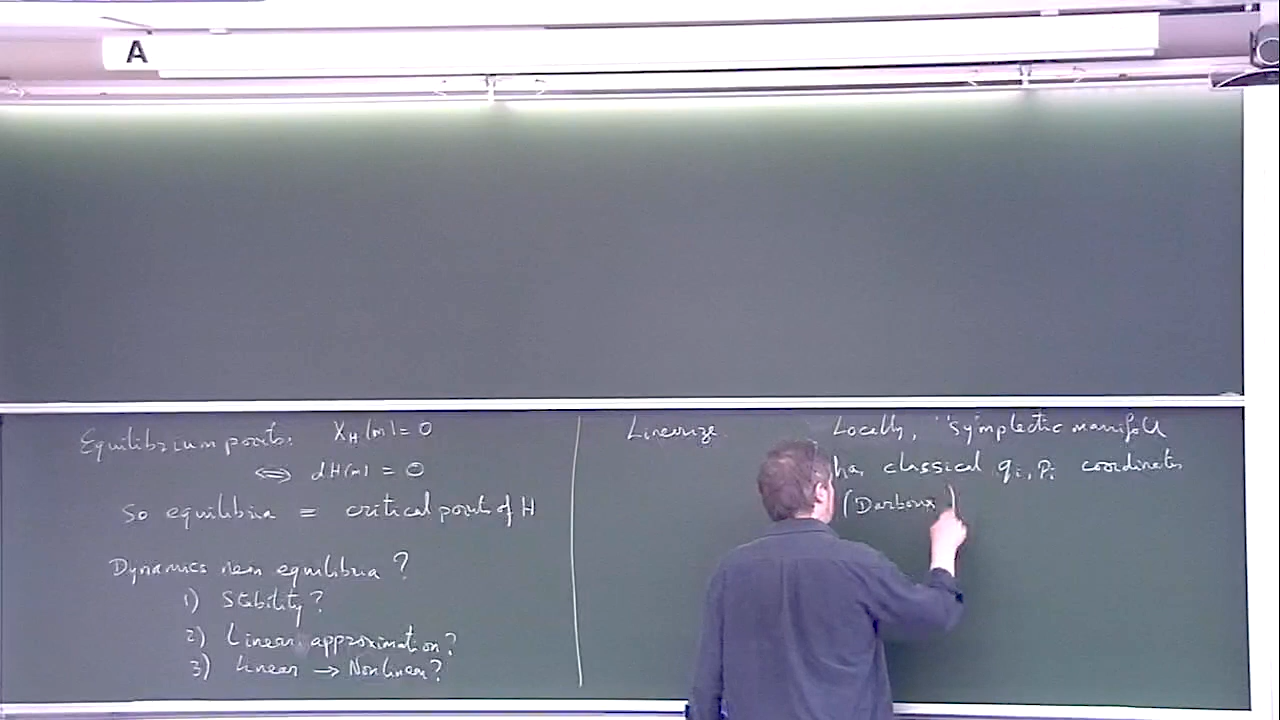 A
Equilibrium points: X_H(m) = 0
⟺ dH(m) = 0
So equilibria = critical points of H
Dynamics near equilibria ?
1) Stability ?
2) Linear approximation ?
3) Linear → Nonlinear ?
Linearize
Locally, symplectic manifold
has classical q_i, p_i coordinates
(Darboux)